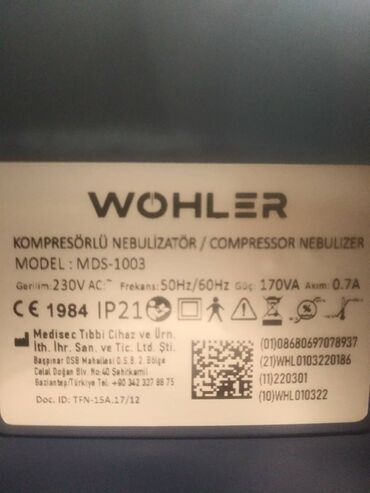 WOHLER
KOMPRESÖRLÜ NEBULİZATÖR / COMPRESSOR NEBULIZER
MODEL : MDS-1003
Gerilim: 230V AC:~ Frekans: 50Hz/60Hz Güç: 170VA Akım: 0.7A
CE 1984 IP21
Medisec Tıbbi Cihaz ve Ürn.
İth. İhr. San. ve Tic. Ltd. Şti.
Başpınar OSB Mahallesi O.S.B. 2. Bölge
Celal Doğan Blv. No:40 Şehitkamil
Gaziantep/Türkiye Tel. +90 342 327 88 75
Doc. ID: TFN-15A.17/12
(01)08680697078937
(21)WHL0103220186
(11)220301
(10)WHL010322